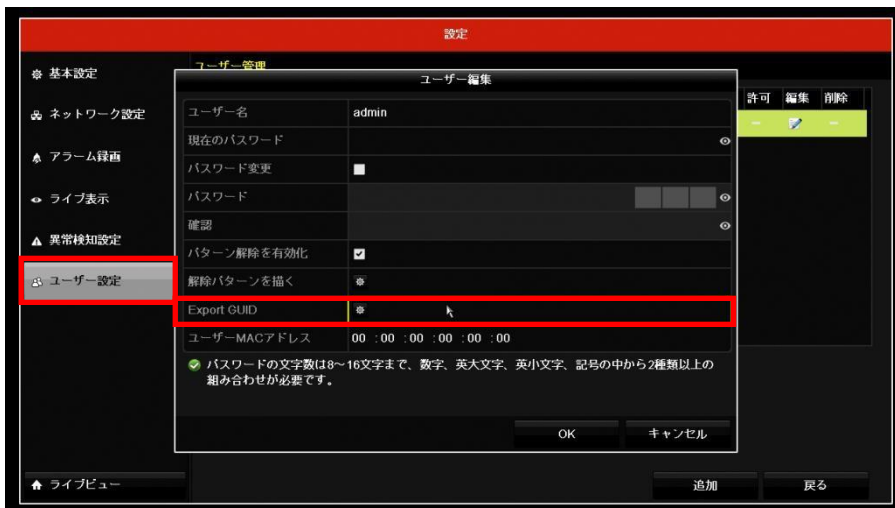 設定
基本設定
ネットワーク設定
アラーム録画
ライブ表示
異常検知設定
ユーザー設定
ライブビュー
ユーザー管理
許可 編集 削除
ユーザー編集
ユーザー名 admin
現在のパスワード
パスワード変更
パスワード
確認
パターン解除を有効化
解除パターンを描く
Export GUID
ユーザーMACアドレス 00 :00 :00 :00 :00 :00
パスワードの文字数は8～16文字まで、数字、英大文字、英小文字、記号の中から2種類以上の
組み合わせが必要です。
OK キャンセル
追加 戻る